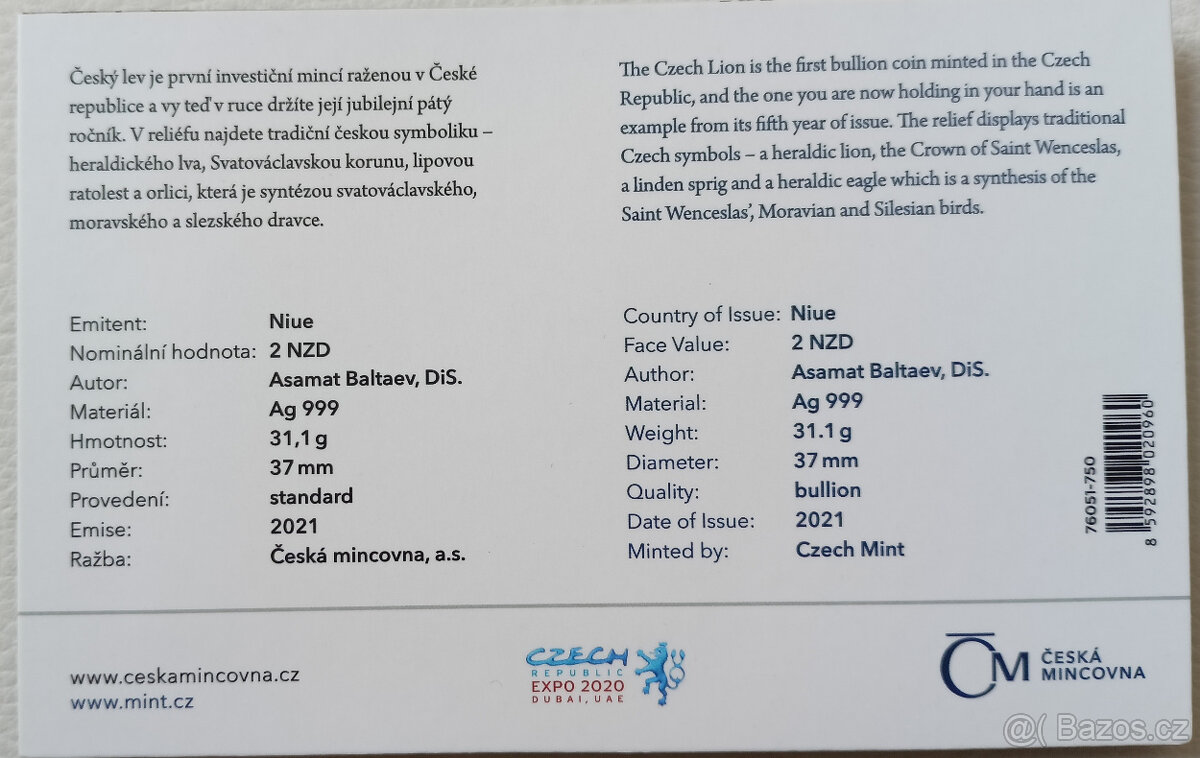 Český lev je první investiční mincí raženou v České
republice a vy teď v ruce držíte její jubilejní pátý
ročník. V reliéfu najdete tradiční českou symboliku –
heraldického lva, Svatováclavskou korunu, lipovou
ratolest a orlici, která je syntézou svatováclavského,
moravského a slezského dravce.
The Czech Lion is the first bullion coin minted in the Czech
Republic, and the one you are now holding in your hand is an
example from its fifth year of issue. The relief displays traditional
Czech symbols – a heraldic lion, the Crown of Saint Wenceslas,
a linden sprig and a heraldic eagle which is a synthesis of the
Saint Wenceslas’, Moravian and Silesian birds.
Emitent: Niue
Nominální hodnota: 2 NZD
Autor: Asamat Baltaev, DiS.
Materiál: Ag 999
Hmotnost: 31,1 g
Průměr: 37 mm
Provedení: standard
Emise: 2021
Ražba: Česká mincovna, a.s.
Country of Issue: Niue
Face Value: 2 NZD
Author: Asamat Baltaev, DiS.
Material: Ag 999
Weight: 31.1 g
Diameter: 37 mm
Quality: bullion
Date of Issue: 2021
Minted by: Czech Mint
76051-750
8 592898 020960
www.ceskamincovna.cz
www.mint.cz
CZECH
REPUBLIC
EXPO 2020
DUBAI, UAE
ČM ČESKÁ
MINCOVNA
@( Bazos.cz